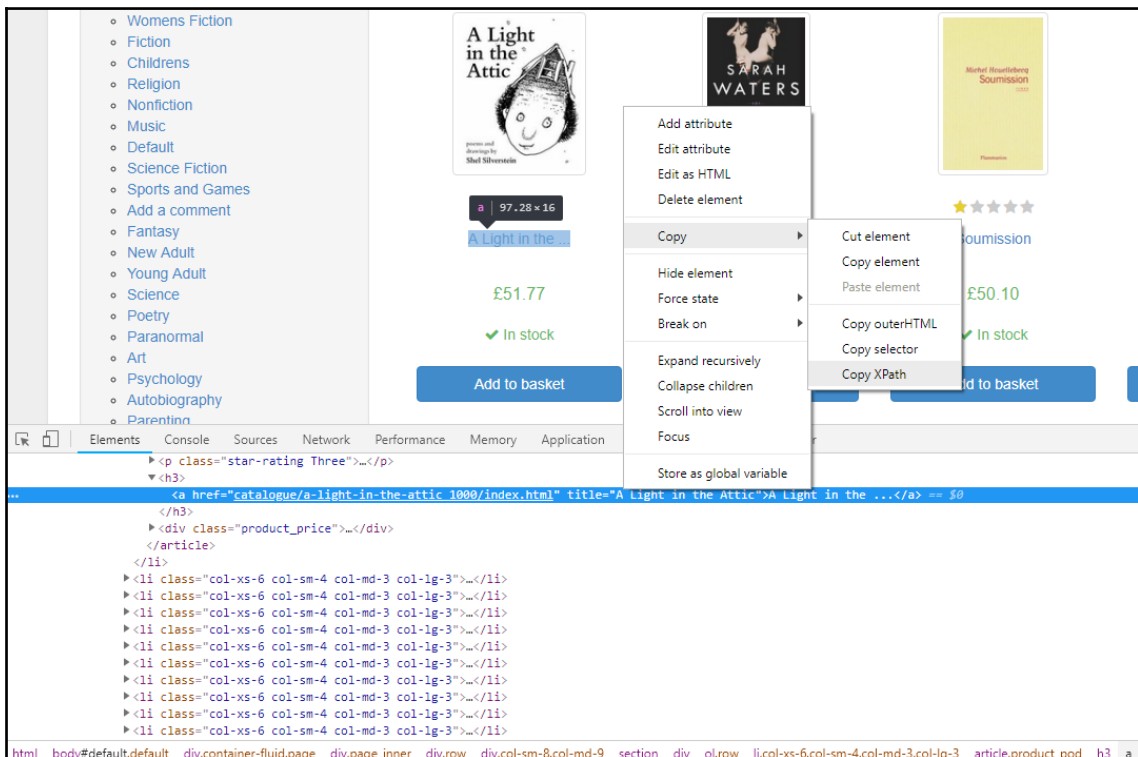 Womens Fiction
Fiction
Childrens
Religion
Nonfiction
Music
Default
Science Fiction
Sports and Games
Add a comment
Fantasy
New Adult
Young Adult
Science
Poetry
Paranormal
Art
Psychology
Autobiography
Parenting
A Light
in the
Attic
poems and
drawings by
Shel Silverstein
a | 97.28×16
A Light in the ...
£51.77
In stock
Add to basket
SARAH
WATERS
Michel Houellebecq
Soumission
Flammarion
Soumission
£50.10
In stock
Add to basket
Add attribute
Edit attribute
Edit as HTML
Delete element
Copy
Hide element
Force state
Break on
Expand recursively
Collapse children
Scroll into view
Focus
Store as global variable
Cut element
Copy element
Paste element
Copy outerHTML
Copy selector
Copy XPath
Elements Console Sources Network Performance Memory Application
<p class="star-rating Three">…</p>
<h3>
... <a href="catalogue/a-light-in-the-attic_1000/index.html" title="A Light in the Attic">A Light in the ...</a> == $0
</h3>
<div class="product_price">…</div>
</article>
</li>
<li class="col-xs-6 col-sm-4 col-md-3 col-lg-3">…</li>
<li class="col-xs-6 col-sm-4 col-md-3 col-lg-3">…</li>
<li class="col-xs-6 col-sm-4 col-md-3 col-lg-3">…</li>
<li class="col-xs-6 col-sm-4 col-md-3 col-lg-3">…</li>
<li class="col-xs-6 col-sm-4 col-md-3 col-lg-3">…</li>
<li class="col-xs-6 col-sm-4 col-md-3 col-lg-3">…</li>
<li class="col-xs-6 col-sm-4 col-md-3 col-lg-3">…</li>
<li class="col-xs-6 col-sm-4 col-md-3 col-lg-3">…</li>
<li class="col-xs-6 col-sm-4 col-md-3 col-lg-3">…</li>
<li class="col-xs-6 col-sm-4 col-md-3 col-lg-3">…</li>
html body#default.default div.container-fluid.page div.page_inner div.row div.col-sm-8.col-md-9 section div ol.row li.col-xs-6.col-sm-4.col-md-3.col-lg-3 article.product_pod h3 a